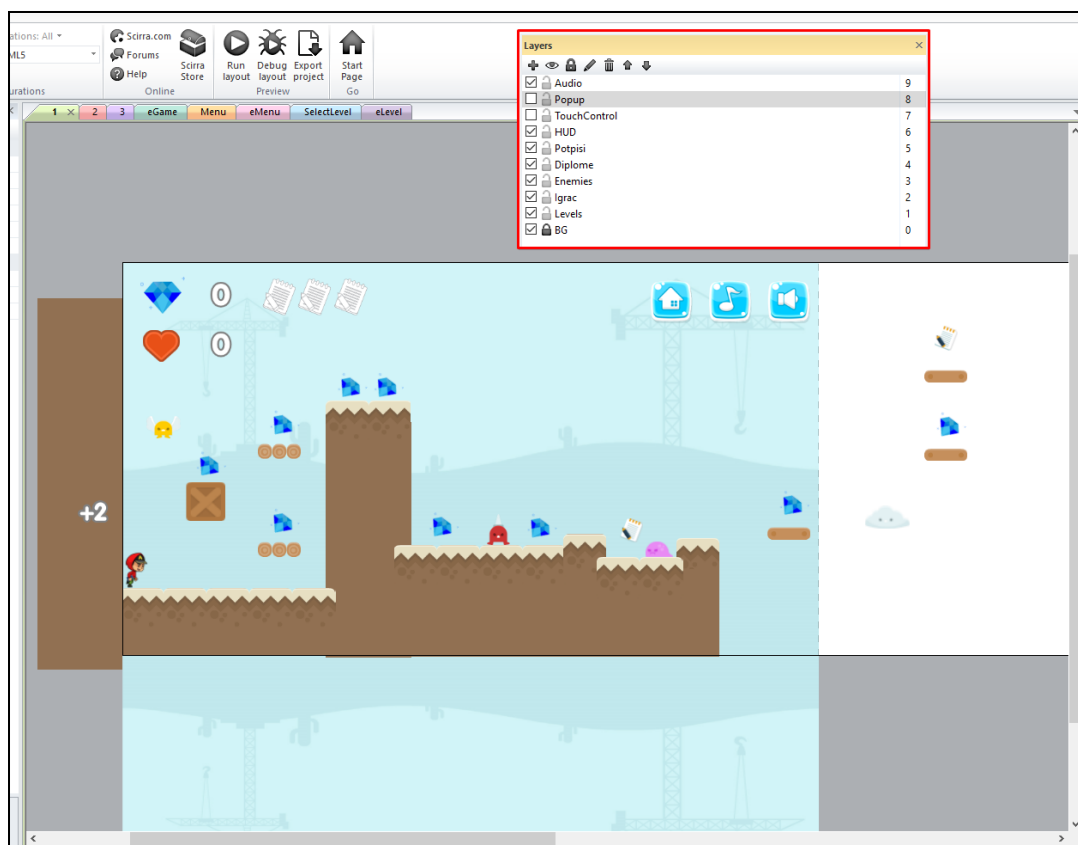 ations: All
ML5
urations
Scirra.com
Forums
Help
Scirra Store
Online
Run layout
Debug layout
Export project
Preview
Start Page
Go
Layers
Audio 9
Popup 8
TouchControl 7
HUD 6
Potpisi 5
Diplome 4
Enemies 3
Igrac 2
Levels 1
BG 0
1 2 3 eGame Menu eMenu SelectLevel eLevel
0
0
+2